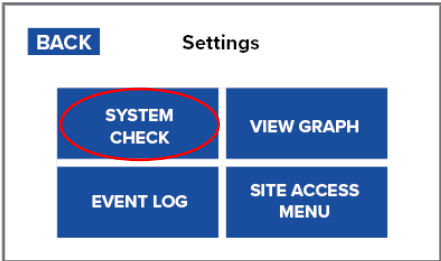 BACK
Settings
SYSTEM
CHECK
VIEW GRAPH
EVENT LOG
SITE ACCESS
MENU